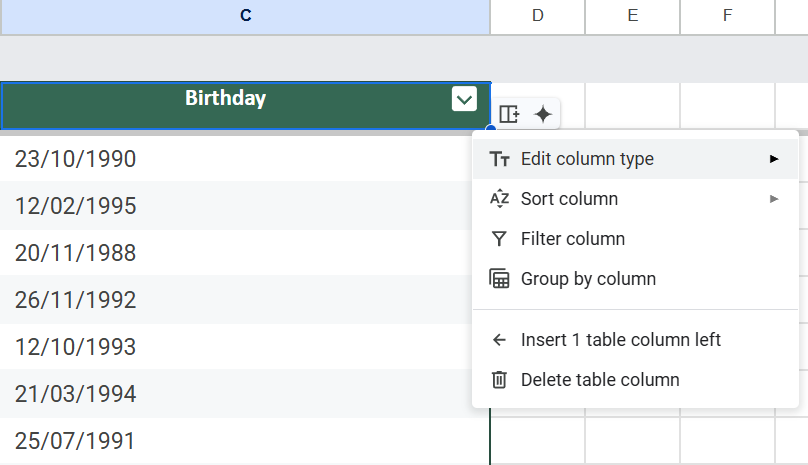 C D E F
Birthday
23/10/1990
12/02/1995
20/11/1988
26/11/1992
12/10/1993
21/03/1994
25/07/1991
Edit column type
Sort column
Filter column
Group by column
Insert 1 table column left
Delete table column